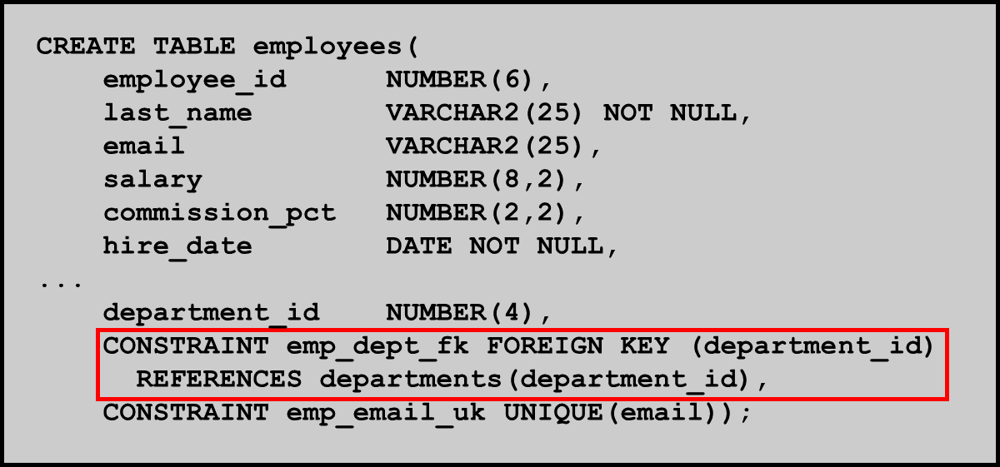 CREATE TABLE employees(
employee_id NUMBER(6),
last_name VARCHAR2(25) NOT NULL,
email VARCHAR2(25),
salary NUMBER(8,2),
commission_pct NUMBER(2,2),
hire_date DATE NOT NULL,
...
department_id NUMBER(4),
CONSTRAINT emp_dept_fk FOREIGN KEY (department_id)
REFERENCES departments(department_id),
CONSTRAINT emp_email_uk UNIQUE(email));